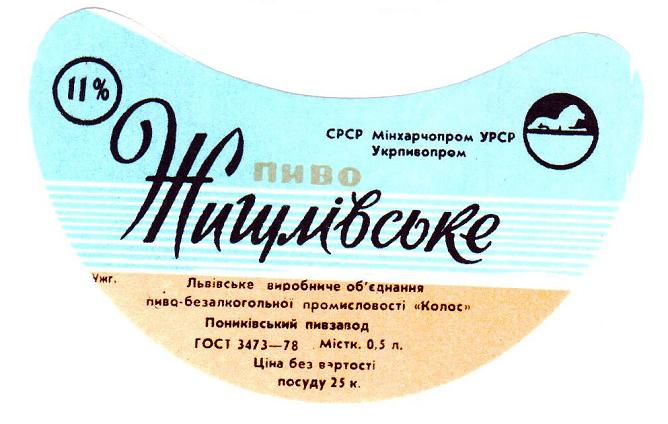 11%
СРСР Мінхарчопром УРСР
Укрпивопром
пиво
Жигулівське
Ужг.
Львівське виробниче об'єднання
пиво-безалкогольної промисловості «Колос»
Пониківський пивзавод
ГОСТ 3473—78 Містк. 0,5 л.
Ціна без вартості
посуду 25 к.